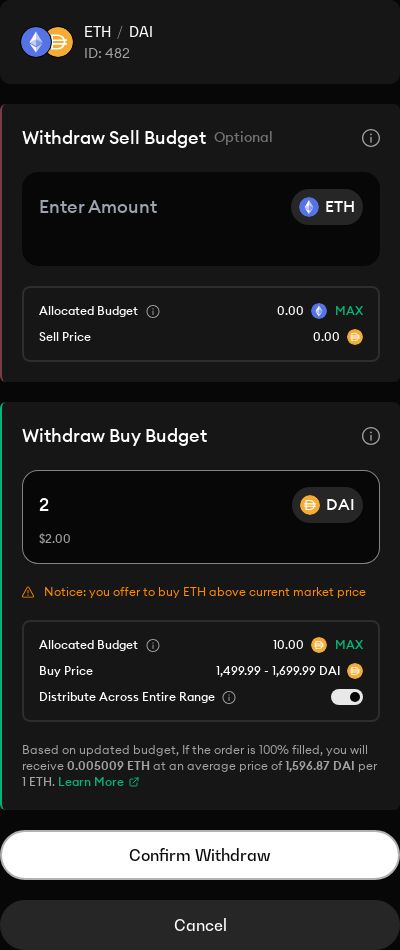 ETH / DAI
ID: 482
Withdraw Sell Budget Optional
Enter Amount ETH
Allocated Budget 0.00 MAX
Sell Price 0.00
Withdraw Buy Budget
2 DAI
$2.00
Notice: you offer to buy ETH above current market price
Allocated Budget 10.00 MAX
Buy Price 1,499.99 - 1,699.99 DAI
Distribute Across Entire Range
Based on updated budget, If the order is 100% filled, you will
receive 0.005009 ETH at an average price of 1,596.87 DAI per
1 ETH. Learn More
Confirm Withdraw
Cancel